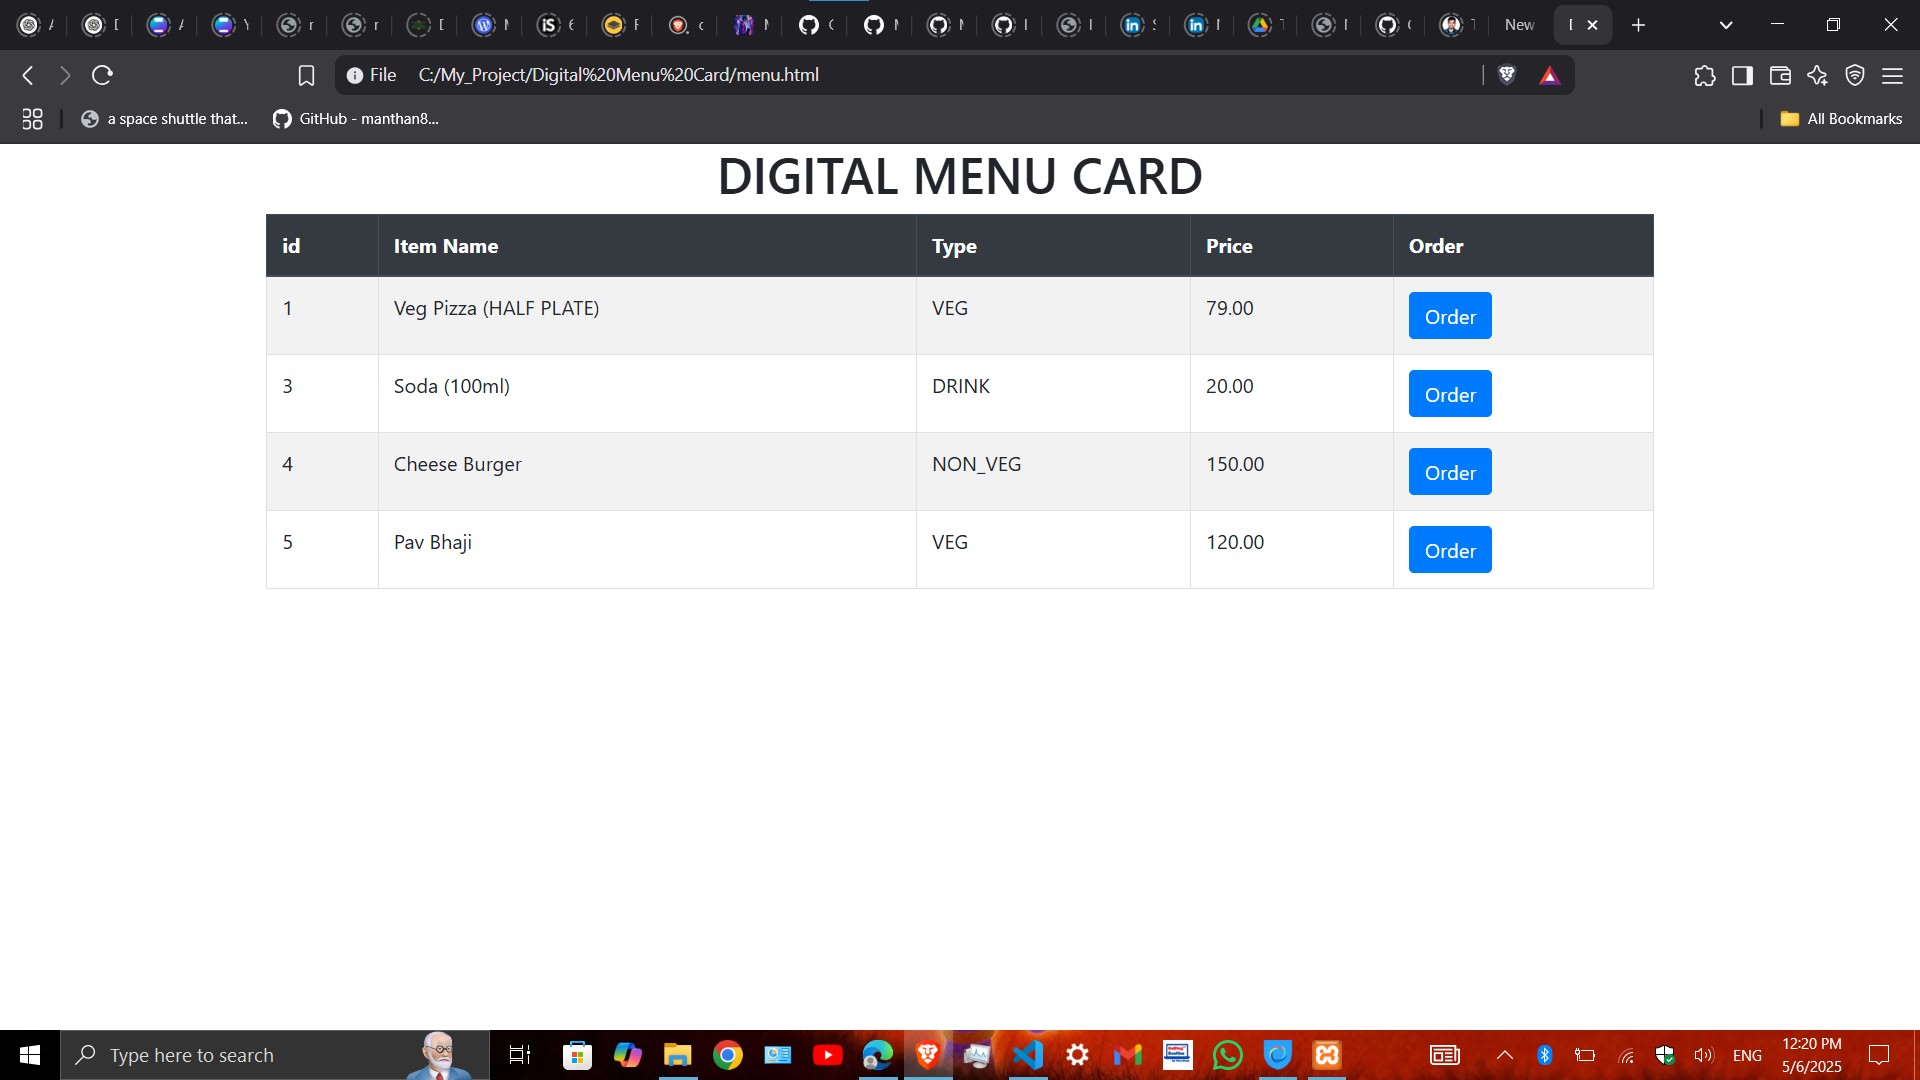 New
File C:/My_Project/Digital%20Menu%20Card/menu.html
a space shuttle that... GitHub - manthan8... All Bookmarks
DIGITAL MENU CARD
id Item Name Type Price Order
1 Veg Pizza (HALF PLATE) VEG 79.00 Order
3 Soda (100ml) DRINK 20.00 Order
4 Cheese Burger NON_VEG 150.00 Order
5 Pav Bhaji VEG 120.00 Order
Type here to search ENG 12:20 PM
5/6/2025